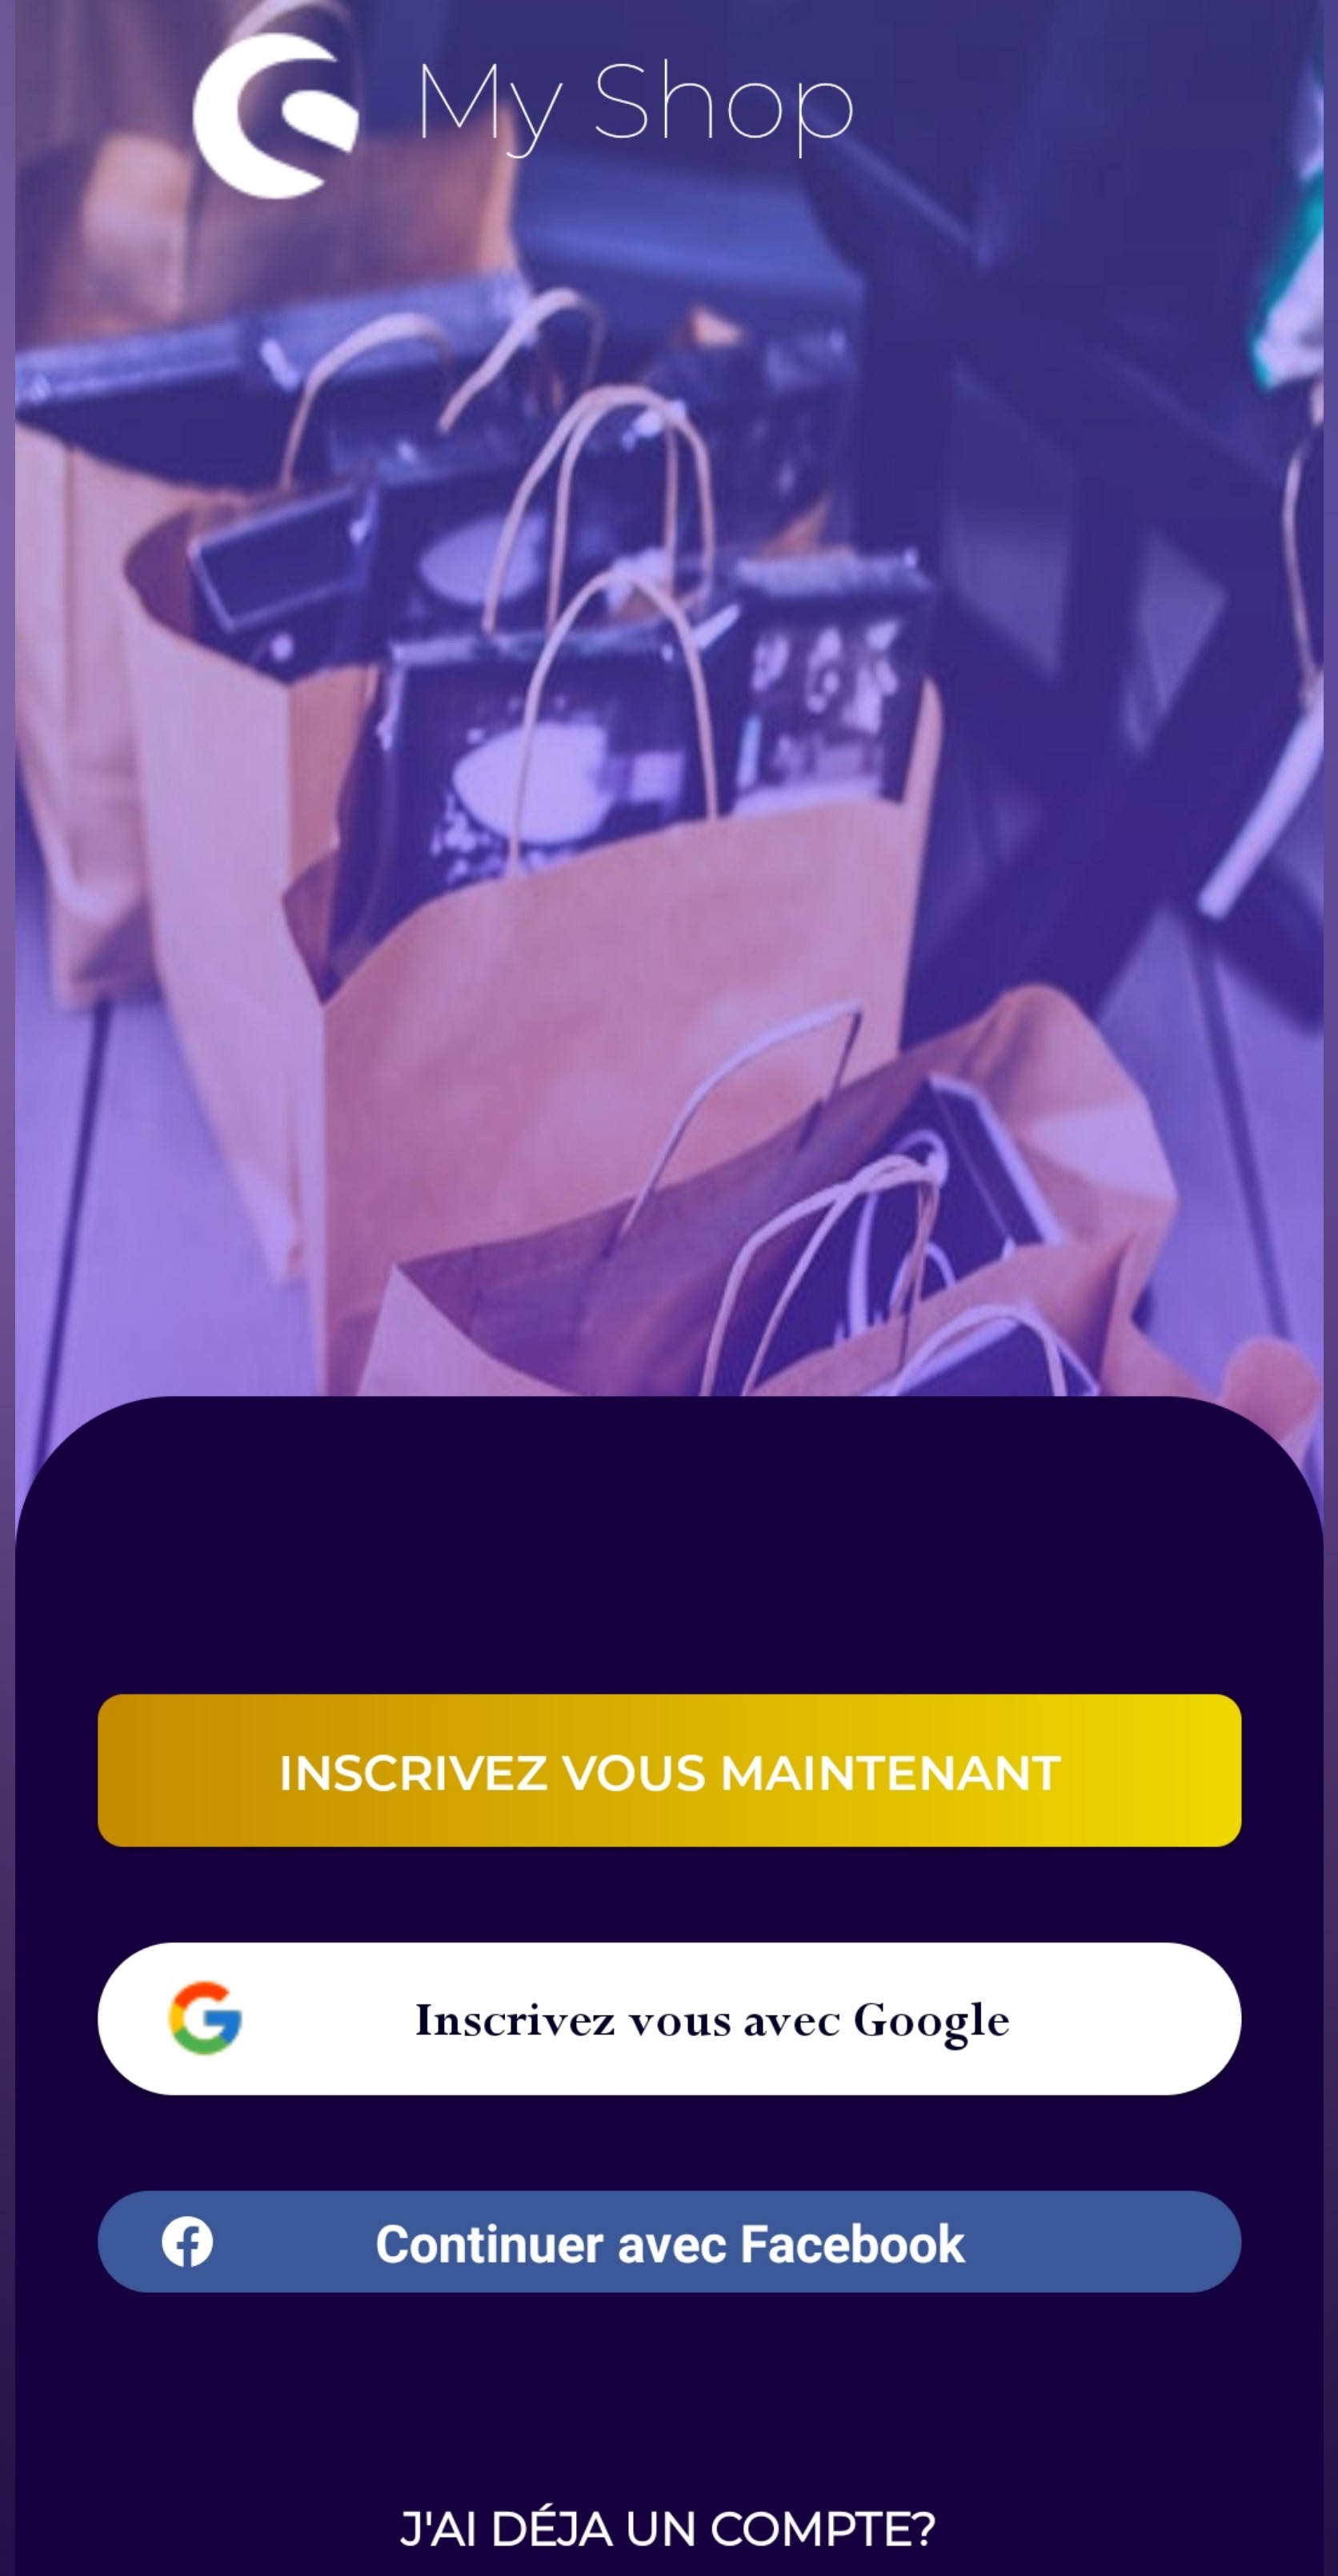 My Shop
INSCRIVEZ VOUS MAINTENANT
Inscrivez vous avec Google
Continuer avec Facebook
J'AI DÉJA UN COMPTE?